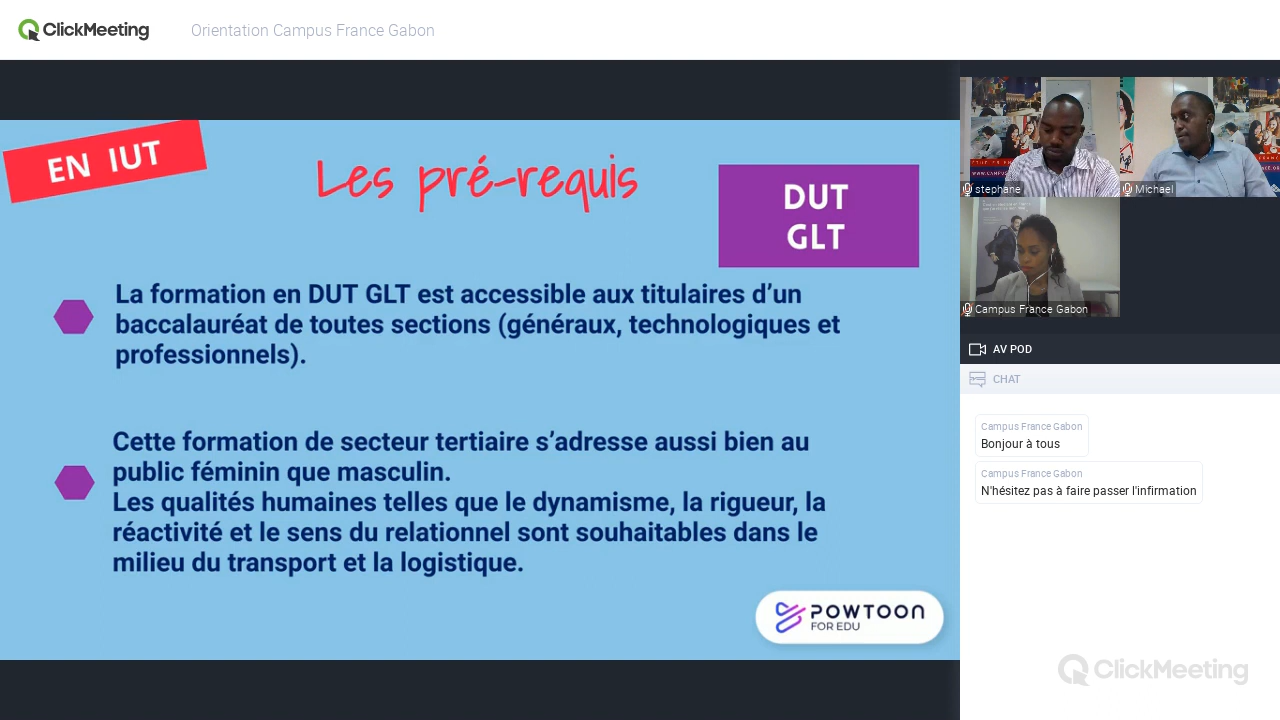 ClickMeeting
Orientation Campus France Gabon
EN IUT
Les pré-requis
DUT
GLT
La formation en DUT GLT est accessible aux titulaires d’un
baccalauréat de toutes sections (généraux, technologiques et
professionnels).
Cette formation de secteur tertiaire s’adresse aussi bien au
public féminin que masculin.
Les qualités humaines telles que le dynamisme, la rigueur, la
réactivité et le sens du relationnel sont souhaitables dans le
milieu du transport et la logistique.
POWTOON
FOR EDU
stephane
Michael
Campus France Gabon
AV POD
CHAT
Campus France Gabon
Bonjour à tous
Campus France Gabon
N'hésitez pas à faire passer l'infirmation
ClickMeeting